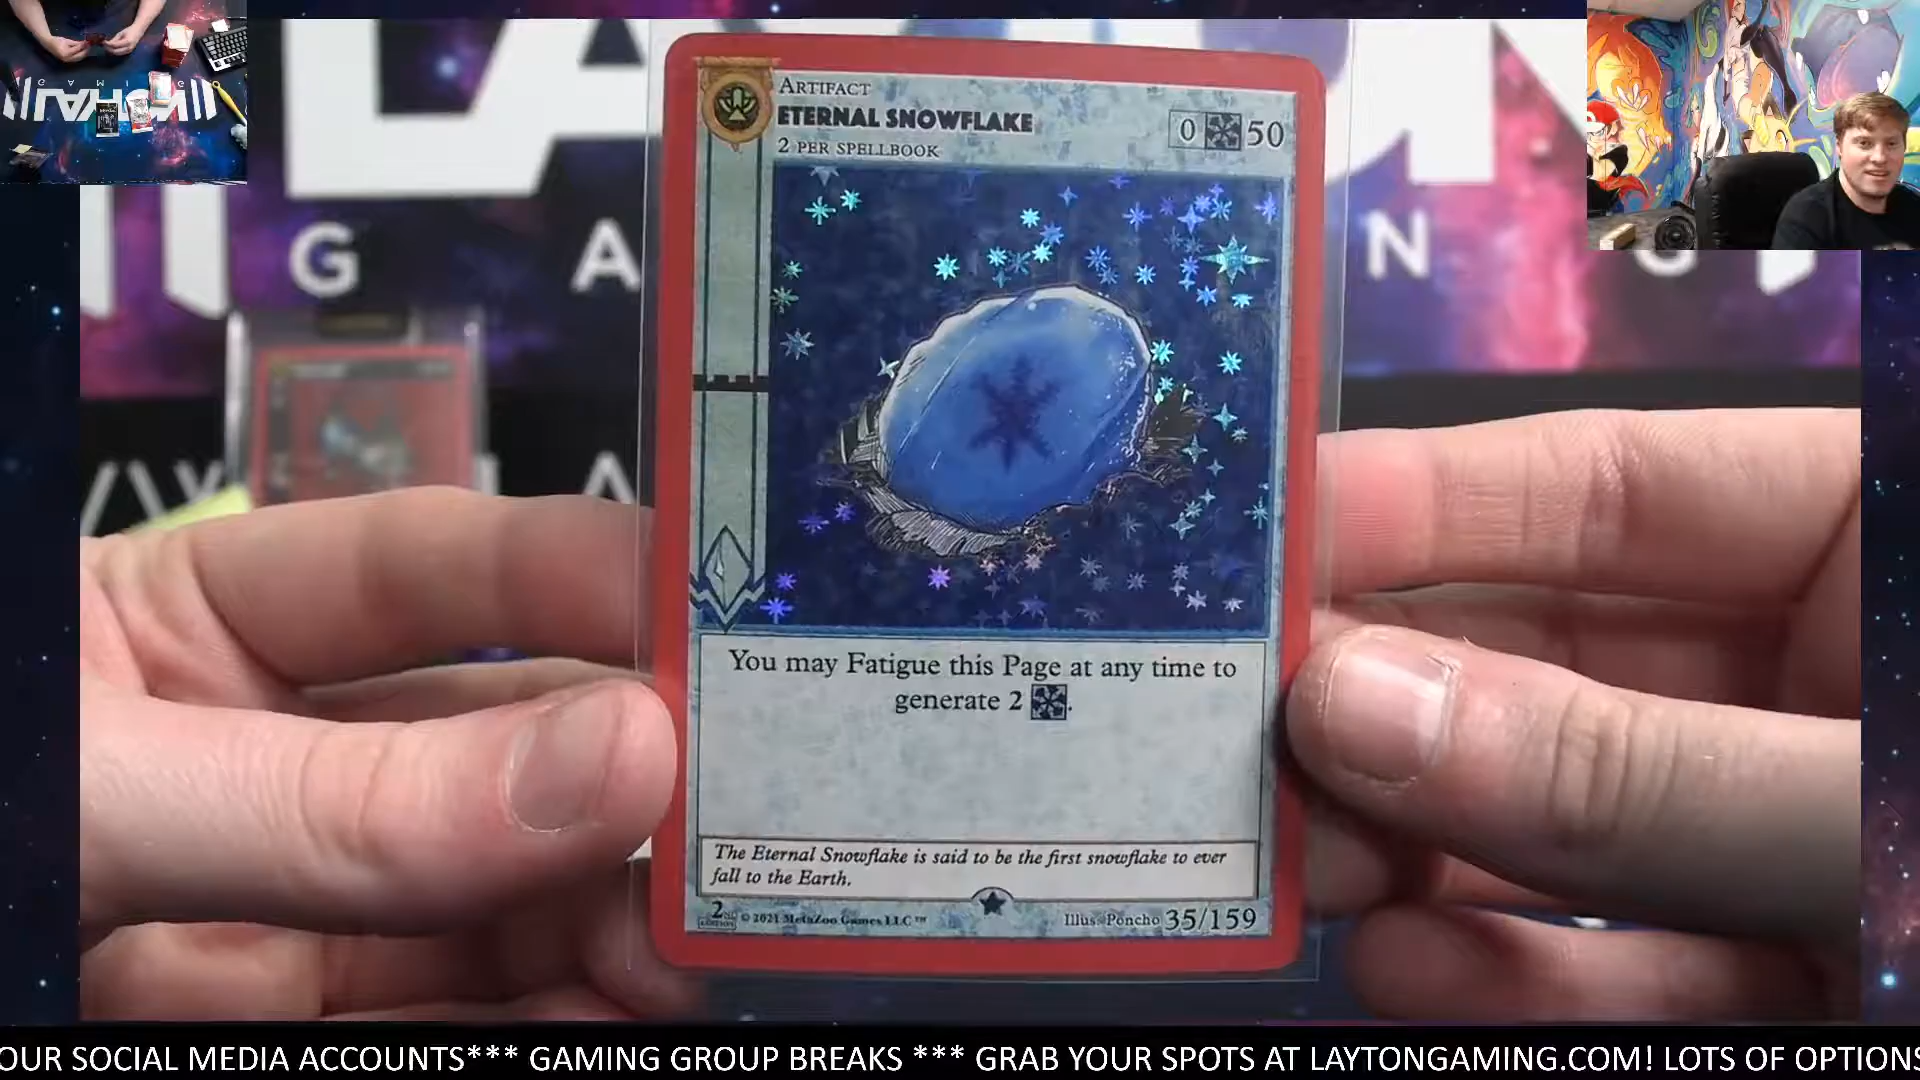 ARTIFACT
ETERNAL SNOWFLAKE
0 50
2 PER SPELLBOOK
G A N G
You may Fatigue this Page at any time to
generate 2 .
The Eternal Snowflake is said to be the first snowflake to ever
fall to the Earth.
2ND EDITION © 2021 MetaZoo Games LLC™ Illus: Poncho 35/159
OUR SOCIAL MEDIA ACCOUNTS*** GAMING GROUP BREAKS *** GRAB YOUR SPOTS AT LAYTONGAMING.COM! LOTS OF OPTIONS